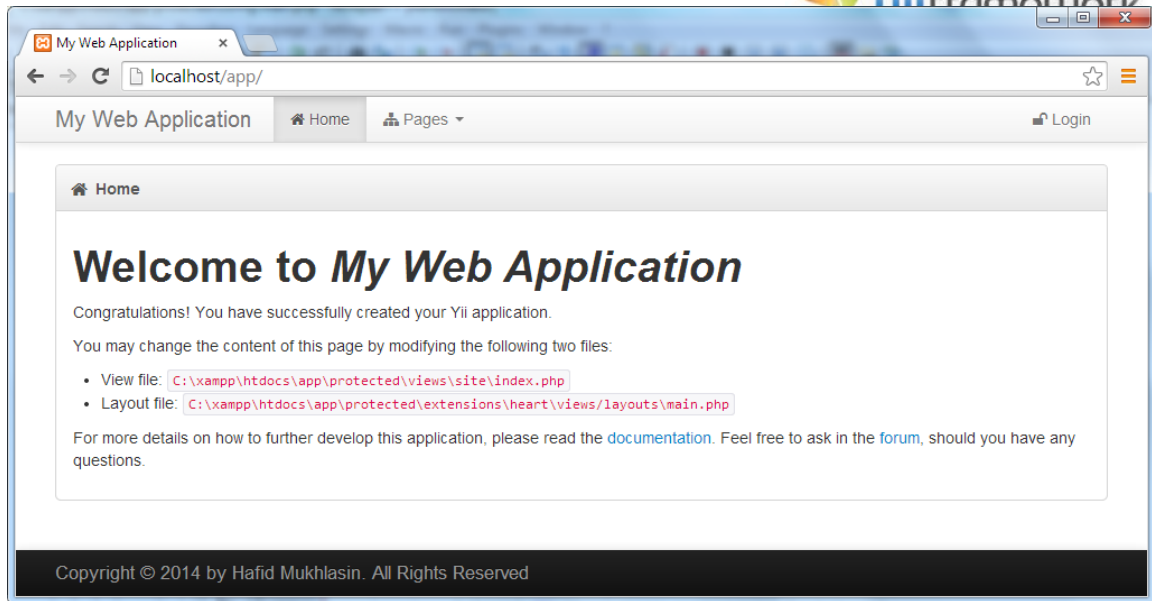 My Web Application
localhost/app/
My Web Application Home Pages Login
Home
Welcome to My Web Application
Congratulations! You have successfully created your Yii application.
You may change the content of this page by modifying the following two files:
• View file: C:\xampp\htdocs\app\protected\views\site\index.php
• Layout file: C:\xampp\htdocs\app\protected\extensions\heart\views/layouts\main.php
For more details on how to further develop this application, please read the documentation. Feel free to ask in the forum, should you have any
questions.
Copyright © 2014 by Hafid Mukhlasin. All Rights Reserved